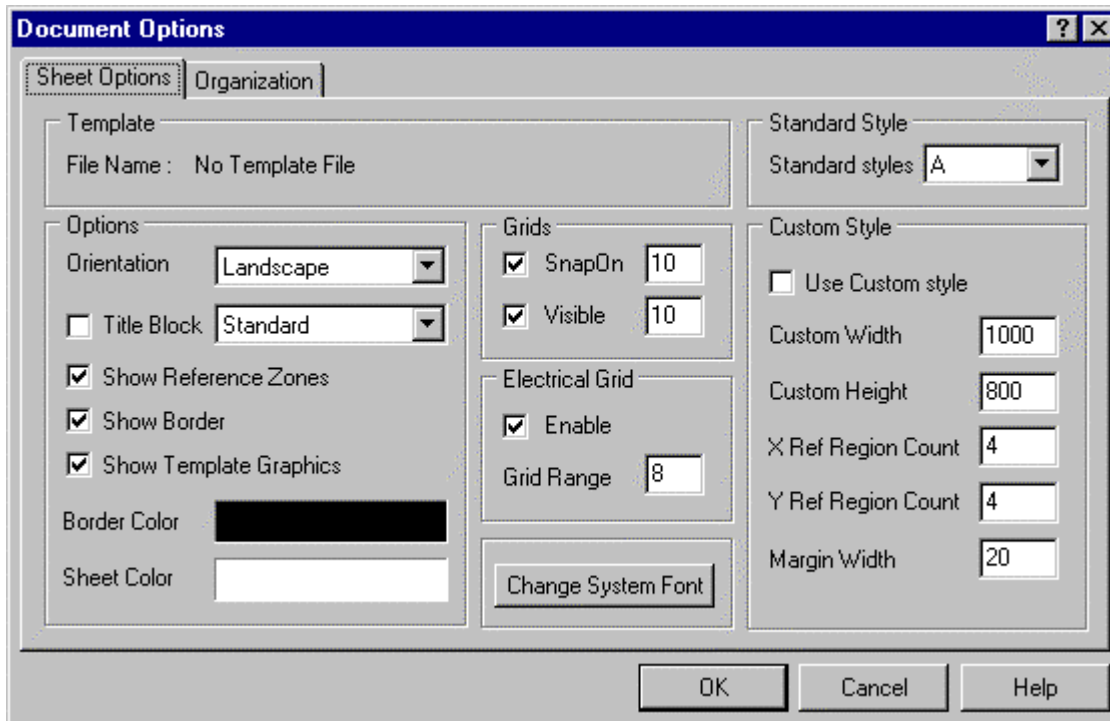 Document Options
Sheet Options
Organization
Template
File Name : No Template File
Standard Style
Standard styles A
Options
Orientation Landscape
Title Block Standard
Show Reference Zones
Show Border
Show Template Graphics
Border Color
Sheet Color
Grids
SnapOn 10
Visible 10
Electrical Grid
Enable
Grid Range 8
Change System Font
Custom Style
Use Custom style
Custom Width 1000
Custom Height 800
X Ref Region Count 4
Y Ref Region Count 4
Margin Width 20
OK
Cancel
Help